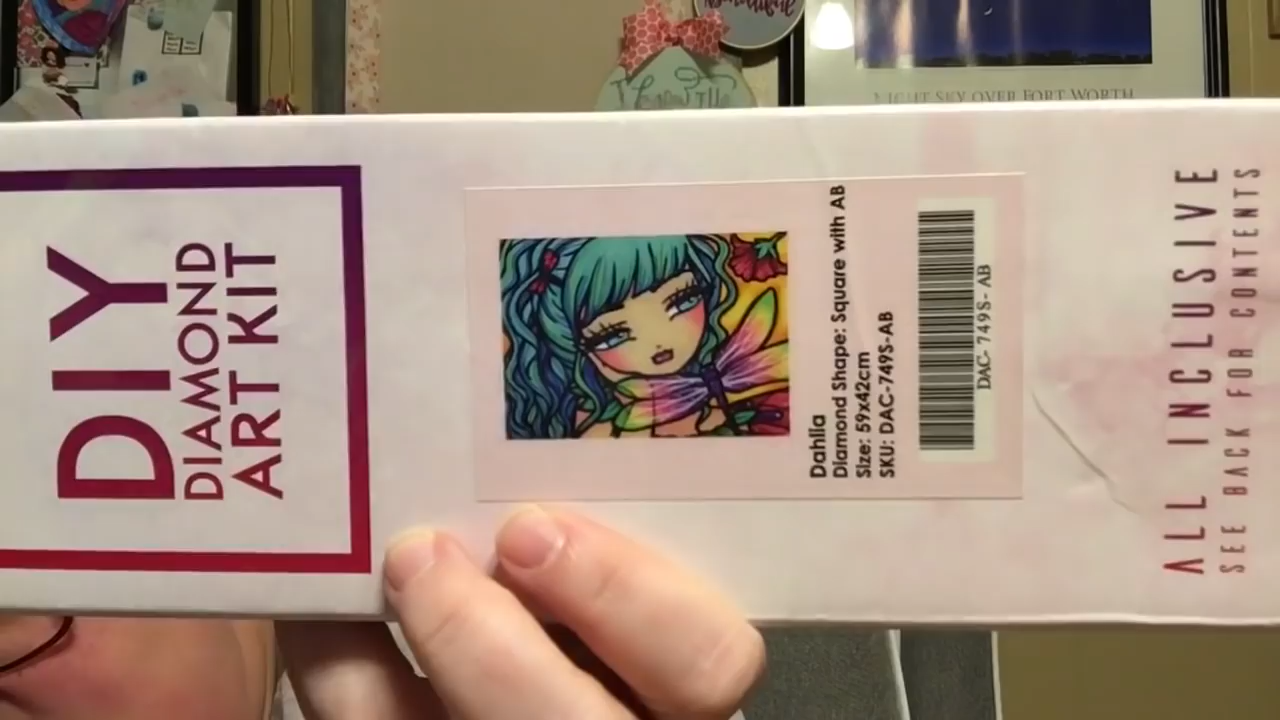 Beautiful
NIGHT SKY OVER FORT WORTH
DIY
DIAMOND
ART KIT
Dahlia
Diamond Shape: Square with AB
Size: 59x42cm
SKU: DAC-749S-AB
DAC- 749S- AB
ALL INCLUSIVE
SEE BACK FOR CONTENTS